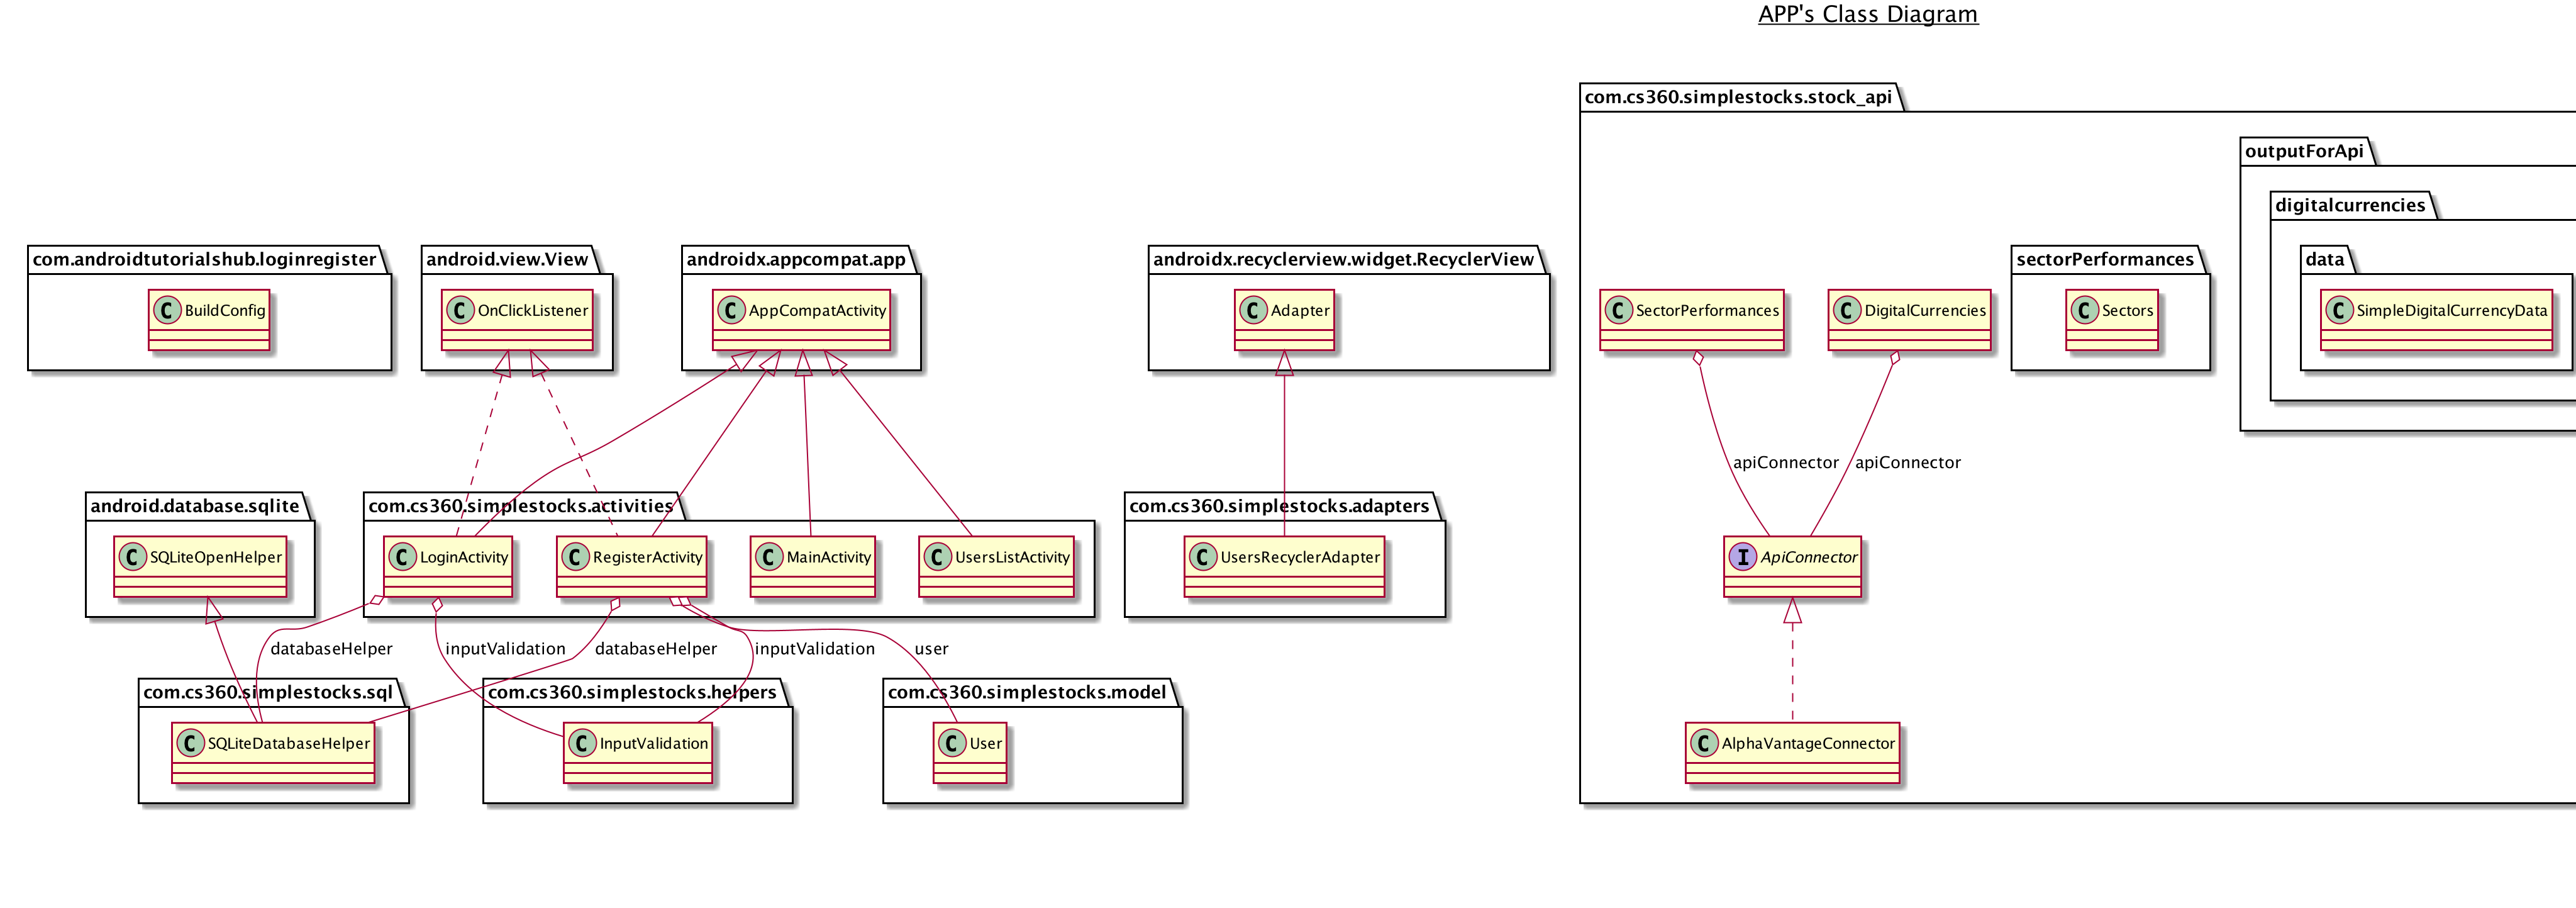 APP's Class Diagram
com.cs360.simplestocks.stock_api
outputForApi
digitalcurrencies
com.androidtutorialshub.loginregister
android.view.View
androidx.appcompat.app
androidx.recyclerview.widget.RecyclerView
sectorPerformances
data
C BuildConfig
C OnClickListener
C AppCompatActivity
C Adapter
C SectorPerformances
C DigitalCurrencies
C Sectors
C SimpleDigitalCurrencyData
apiConnector
apiConnector
android.database.sqlite
com.cs360.simplestocks.activities
com.cs360.simplestocks.adapters
C SQLiteOpenHelper
C LoginActivity
C RegisterActivity
C MainActivity
C UsersListActivity
C UsersRecyclerAdapter
I ApiConnector
databaseHelper
inputValidation
databaseHelper
inputValidation
user
com.cs360.simplestocks.sql
com.cs360.simplestocks.helpers
com.cs360.simplestocks.model
C SQLiteDatabaseHelper
C InputValidation
C User
C AlphaVantageConnector